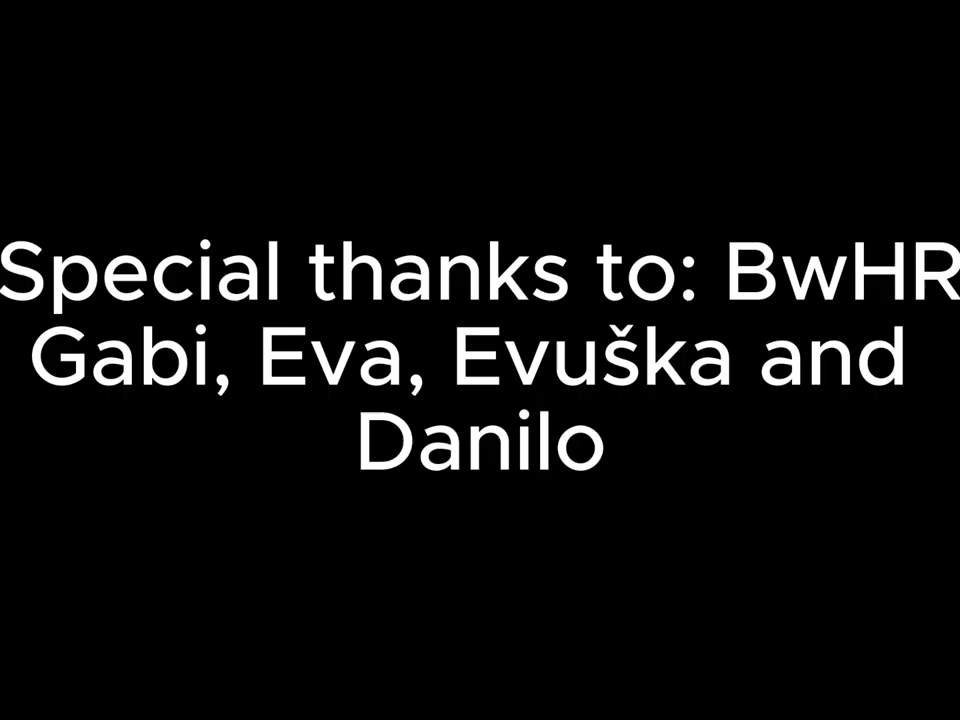 Special thanks to: BwHR
Gabi, Eva, Evuška and
Danilo